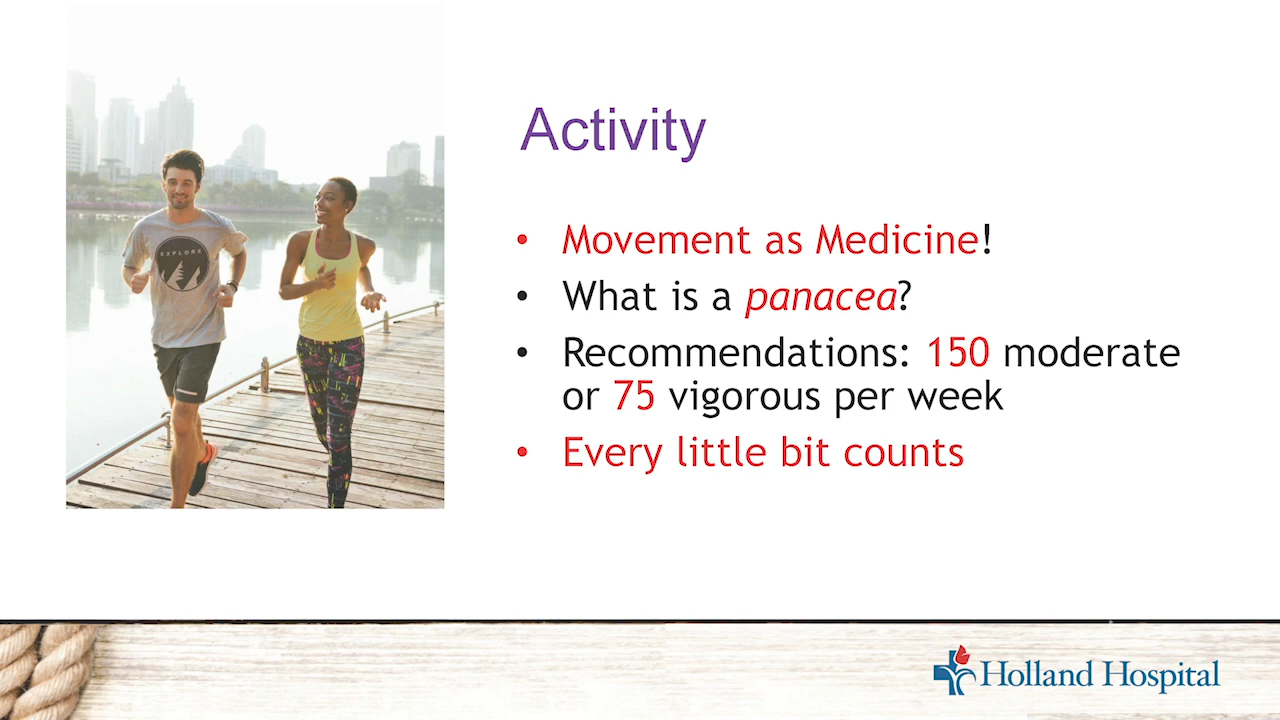 Activity
• Movement as Medicine!
• What is a panacea?
• Recommendations: 150 moderate
or 75 vigorous per week
• Every little bit counts
EXPLORE
Holland Hospital